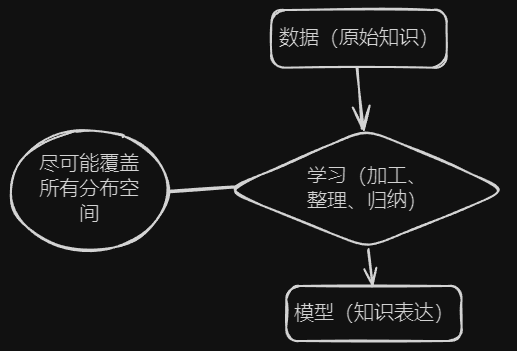 数据（原始知识）
尽可能覆盖
所有分布空
间
学习（加工、
整理、归纳）
模型（知识表达）